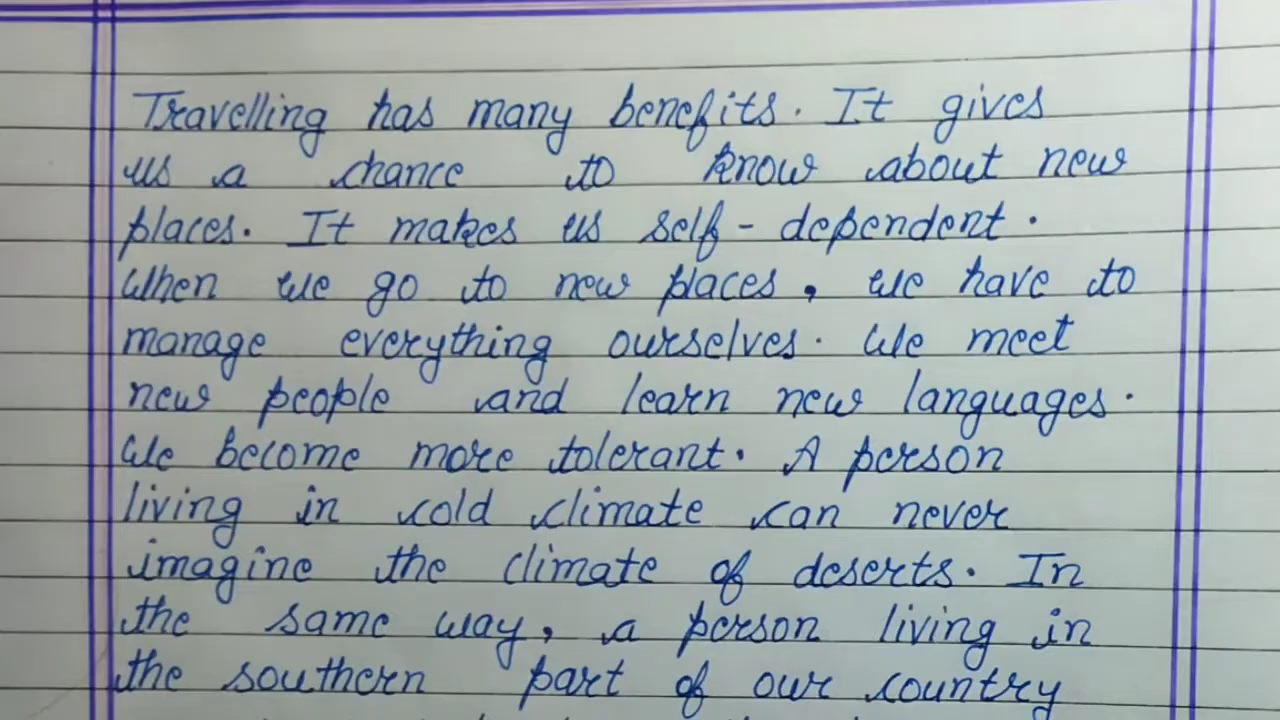 Travelling has many benefits. It gives
us a chance to know about new
places. It makes us self-dependent.
When we go to new places, we have to
manage everything ourselves. We meet
new people and learn new languages.
We become more tolerant. A person
living in cold climate can never
imagine the climate of deserts. In
the same way, a person living in
the southern part of our country